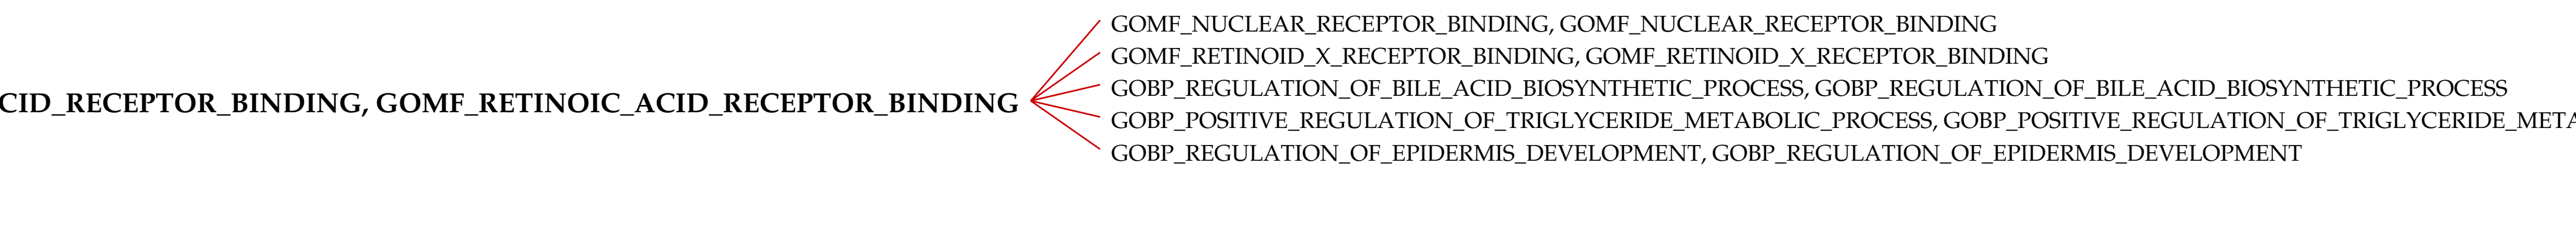 GOMF_NUCLEAR_RECEPTOR_BINDING, GOMF_NUCLEAR_RECEPTOR_BINDING
GOMF_RETINOID_X_RECEPTOR_BINDING, GOMF_RETINOID_X_RECEPTOR_BINDING
GOBP_REGULATION_OF_BILE_ACID_BIOSYNTHETIC_PROCESS, GOBP_REGULATION_OF_BILE_ACID_BIOSYNTHETIC_PROCESS
CID_RECEPTOR_BINDING, GOMF_RETINOIC_ACID_RECEPTOR_BINDING
GOBP_POSITIVE_REGULATION_OF_TRIGLYCERIDE_METABOLIC_PROCESS, GOBP_POSITIVE_REGULATION_OF_TRIGLYCERIDE_META
GOBP_REGULATION_OF_EPIDERMIS_DEVELOPMENT, GOBP_REGULATION_OF_EPIDERMIS_DEVELOPMENT